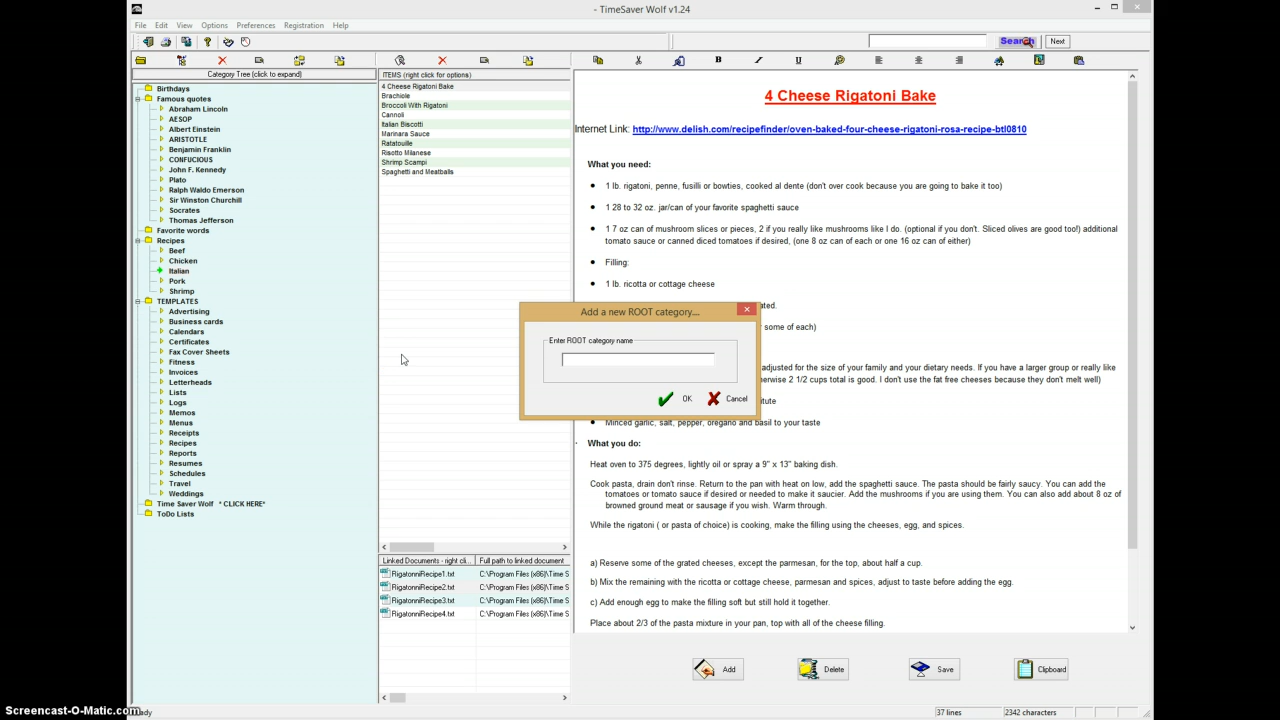 - TimeSaver Wolf v1.24
File Edit View Options Preferences Registration Help
Search Next
Category Tree (click to expand)
Birthdays
Famous quotes
Abraham Lincoln
AESOP
Albert Einstein
ARISTOTLE
Benjamin Franklin
CONFUCIOUS
John F. Kennedy
Plato
Ralph Waldo Emerson
Sir Winston Churchill
Socrates
Thomas Jefferson
Favorite words
Recipes
Beef
Chicken
Italian
Pork
Shrimp
TEMPLATES
Advertising
Business cards
Calendars
Certificates
Fax Cover Sheets
Fitness
Invoices
Letterheads
Lists
Logs
Memos
Menus
Receipts
Recipes
Reports
Resumes
Schedules
Travel
Weddings
Time Saver Wolf * CLICK HERE*
ToDo Lists
ITEMS (right click for options)
4 Cheese Rigatoni Bake
Brachiole
Broccoli With Rigatoni
Cannoli
Italian Biscotti
Marinara Sauce
Ratatouille
Risotto Milanese
Shrimp Scampi
Spaghetti and Meatballs
Linked Documents - right cli... Full path to linked document
RigatonniRecipe1.txt C:\Program Files (x86)\Time S
RigatonniRecipe2.txt C:\Program Files (x86)\Time S
RigatonniRecipe3.txt C:\Program Files (x86)\Time S
RigatonniRecipe4.txt C:\Program Files (x86)\Time S
4 Cheese Rigatoni Bake
Internet Link: http://www.delish.com/recipefinder/oven-baked-four-cheese-rigatoni-rosa-recipe-btl0810
What you need:
1 lb. rigatoni, penne, fusilli or bowties, cooked al dente (don't over cook because you are going to bake it too)
1 28 to 32 oz. jar/can of your favorite spaghetti sauce
1 7 oz can of mushroom slices or pieces, 2 if you really like mushrooms like I do. (optional if you don't. Sliced olives are good too!) additional
tomato sauce or canned diced tomatoes if desired, (one 8 oz can of each or one 16 oz can of either)
Filling:
1 lb. ricotta or cottage cheese
ated.
some of each)
adjusted for the size of your family and your dietary needs. If you have a larger group or really like
erwise 2 1/2 cups total is good. I don't use the fat free cheeses because they don't melt well)
itute
Minced garlic, salt, pepper, oregano and basil to your taste
What you do:
Heat oven to 375 degrees, lightly oil or spray a 9" x 13" baking dish.
Cook pasta, drain don't rinse. Return to the pan with heat on low, add the spaghetti sauce. The pasta should be fairly saucy. You can add the
tomatoes or tomato sauce if desired or needed to make it saucier. Add the mushrooms if you are using them. You can also add about 8 oz of
browned ground meat or sausage if you wish. Warm through.
While the rigatoni ( or pasta of choice) is cooking, make the filling using the cheeses, egg, and spices.
a) Reserve some of the grated cheeses, except the parmesan, for the top, about half a cup.
b) Mix the remaining with the ricotta or cottage cheese, parmesan and spices, adjust to taste before adding the egg.
c) Add enough egg to make the filling soft but still hold it together.
Place about 2/3 of the pasta mixture in your pan, top with all of the cheese filling.
Add a new ROOT category....
Enter ROOT category name
OK Cancel
Add Delete Save Clipboard
Screencast-O-Matic.com
37 lines 2342 characters